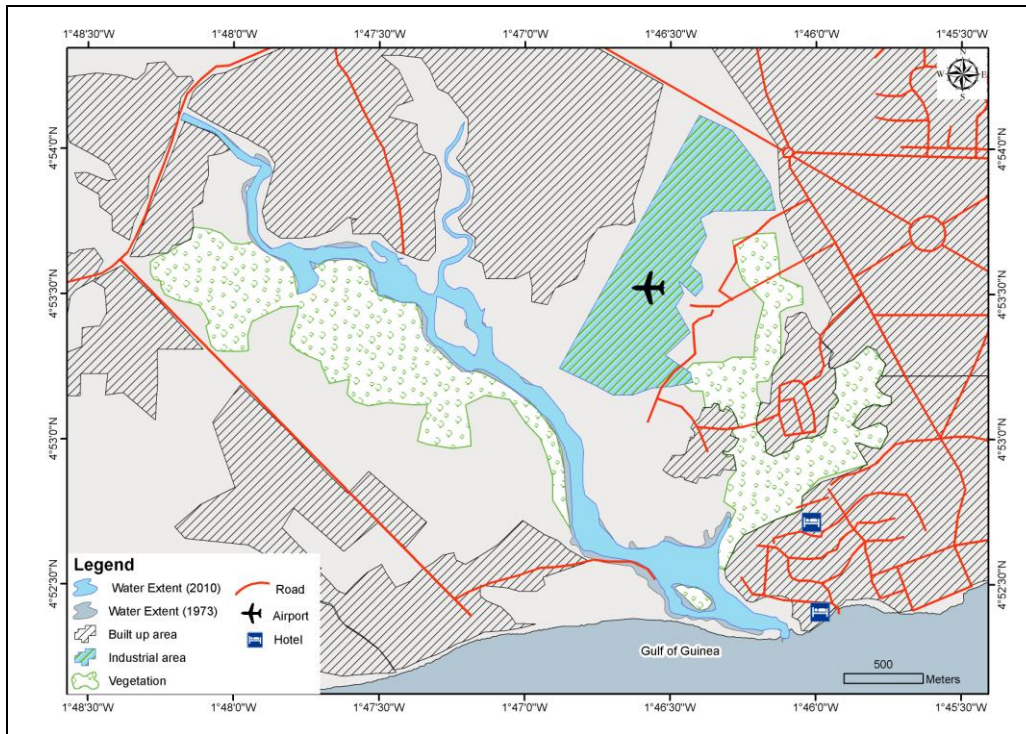 1°48'30"W 1°48'0"W 1°47'30"W 1°47'0"W 1°46'30"W 1°46'0"W 1°45'30"W
N
W E
S
4°54'0"N 4°54'0"N
4°53'30"N 4°53'30"N
4°53'0"N 4°53'0"N
4°52'30"N 4°52'30"N
Legend
Water Extent (2010)
Water Extent (1973)
Built up area
Industrial area
Vegetation
Road
Airport
Hotel
Gulf of Guinea
500
Meters
1°48'30"W 1°48'0"W 1°47'30"W 1°47'0"W 1°46'30"W 1°46'0"W 1°45'30"W